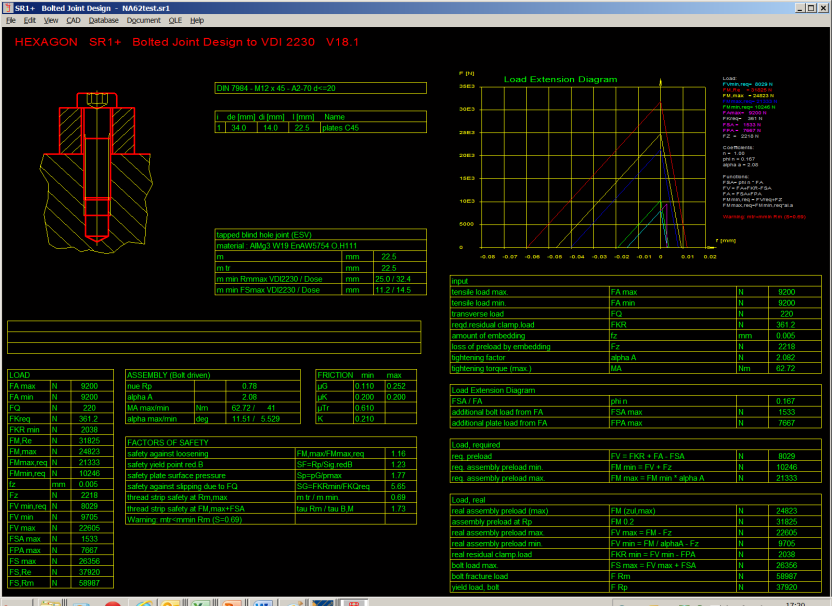 SR1+ Bolted Joint Design - NA62test.sr1
File Edit View CAD Database Document OLE Help
HEXAGON SR1+ Bolted Joint Design to VDI 2230 V18.1
DIN 7984 - M12 x 45 - A2-70 d<=20
i de [mm] di [mm] l [mm] Name
1 34.0 14.0 22.5 plates C45
tapped blind hole joint (ESV)
material : AlMg3 W19 EnAW5754 O,H111
m mm 22.5
m tr mm 22.5
m min Rmmax VDI2230 / Dose mm 25.0 / 32.4
m min FSmax VDI2230 / Dose mm 11.2 / 14.5
F [N]
Load Extension Diagram
35E3
30E3
25E3
20E3
15E3
10E3
5000
0
-0.08 -0.07 -0.06 -0.05 -0.04 -0.03 -0.02 -0.01 0 0.01 0.02
f [mm]
Load:
FVmin,req= 8029 N
FM,max = 24823 N
FMmin,req= 10246 N
FAmax= 9200 N
FKreq= 361 N
FSA = 1533 N
FPA = 7667 N
FZ = 2218 N
Coefficients:
n = 1.00
phi n = 0.167
alpha a = 2.08
Functions:
FSA= phi n * FA
FV = FA+FKR-FSA
FA = FSA+FPA
FMmin,req = FVreq+FZ
FMmax,req=FMmin,req*al.a
Warning: mtr<mmin Rm (S=0.69)
input
tensile load max. FA max N 9200
tensile load min. FA min N 9200
transverse load FQ N 220
reqd residual clamp load FKR N 361.2
amount of embedding fz mm 0.005
loss of preload by embedding Fz N 2218
tightening factor alpha A 2.082
tightening torque (max.) MA Nm 62.72
Load Extension Diagram
FSA / FA phi n 0.167
additional bolt load from FA FSA max N 1533
additional plate load from FA FPA max N 7667
Load, required
req. preload FV = FKR + FA - FSA N 8029
req. assembly preload min. FM min = FV + Fz N 10246
req. assembly preload max. FM max = FM min * alpha A N 21333
Load, real
real assembly preload (max) FM (zul,max) N 24823
assembly preload at Rp FM 0.2 N 31825
real assembly preload max. FV max = FM - Fz N 22605
real assembly preload min. FV min = FM / alphaA - Fz N 9705
real residual clamp load FKR min = FV min - FPA N 2038
bolt load max. FS max = FV max + FSA N 26356
bolt fracture load F Rm N 58987
yield load, bolt F Rp N 37920
LOAD
FA max N 9200
FA min N 9200
FQ N 220
FKreq N 361.2
FKR min N 2038
FM,Re N 31825
FM,max N 24823
FMmax,req N 21333
FMmin,req N 10246
fz mm 0.005
Fz N 2218
FV min,req N 8029
FV min N 9705
FV max N 22605
FSA max N 1533
FPA max N 7667
FS max N 26356
FS,Re N 37920
FS,Rm N 58987
ASSEMBLY (Bolt driven)
nue Rp 0.78
alpha A 2.08
MA max/min Nm 62.72 / 41
alpha max/min deg 11.51 / 5.529
FRICTION min max
µG 0.110 0.252
µK 0.200 0.200
µTr 0.610
K 0.210
FACTORS OF SAFETY
safety against loosening FM,max/FMmax,req 1.16
safety yield point red B SF=Rp/Sig.redB 1.23
safety plate surface pressure Sp=pG/pmax 1.77
safety against slipping due to FQ SG=FKRmin/FKQreq 5.65
thread strip safety at Rm,max m tr / m min 0.69
thread strip safety at FM,max+FSA tau Rm / tau B,M 1.73
Warning: mtr<mmin Rm (S=0.69)
17:20